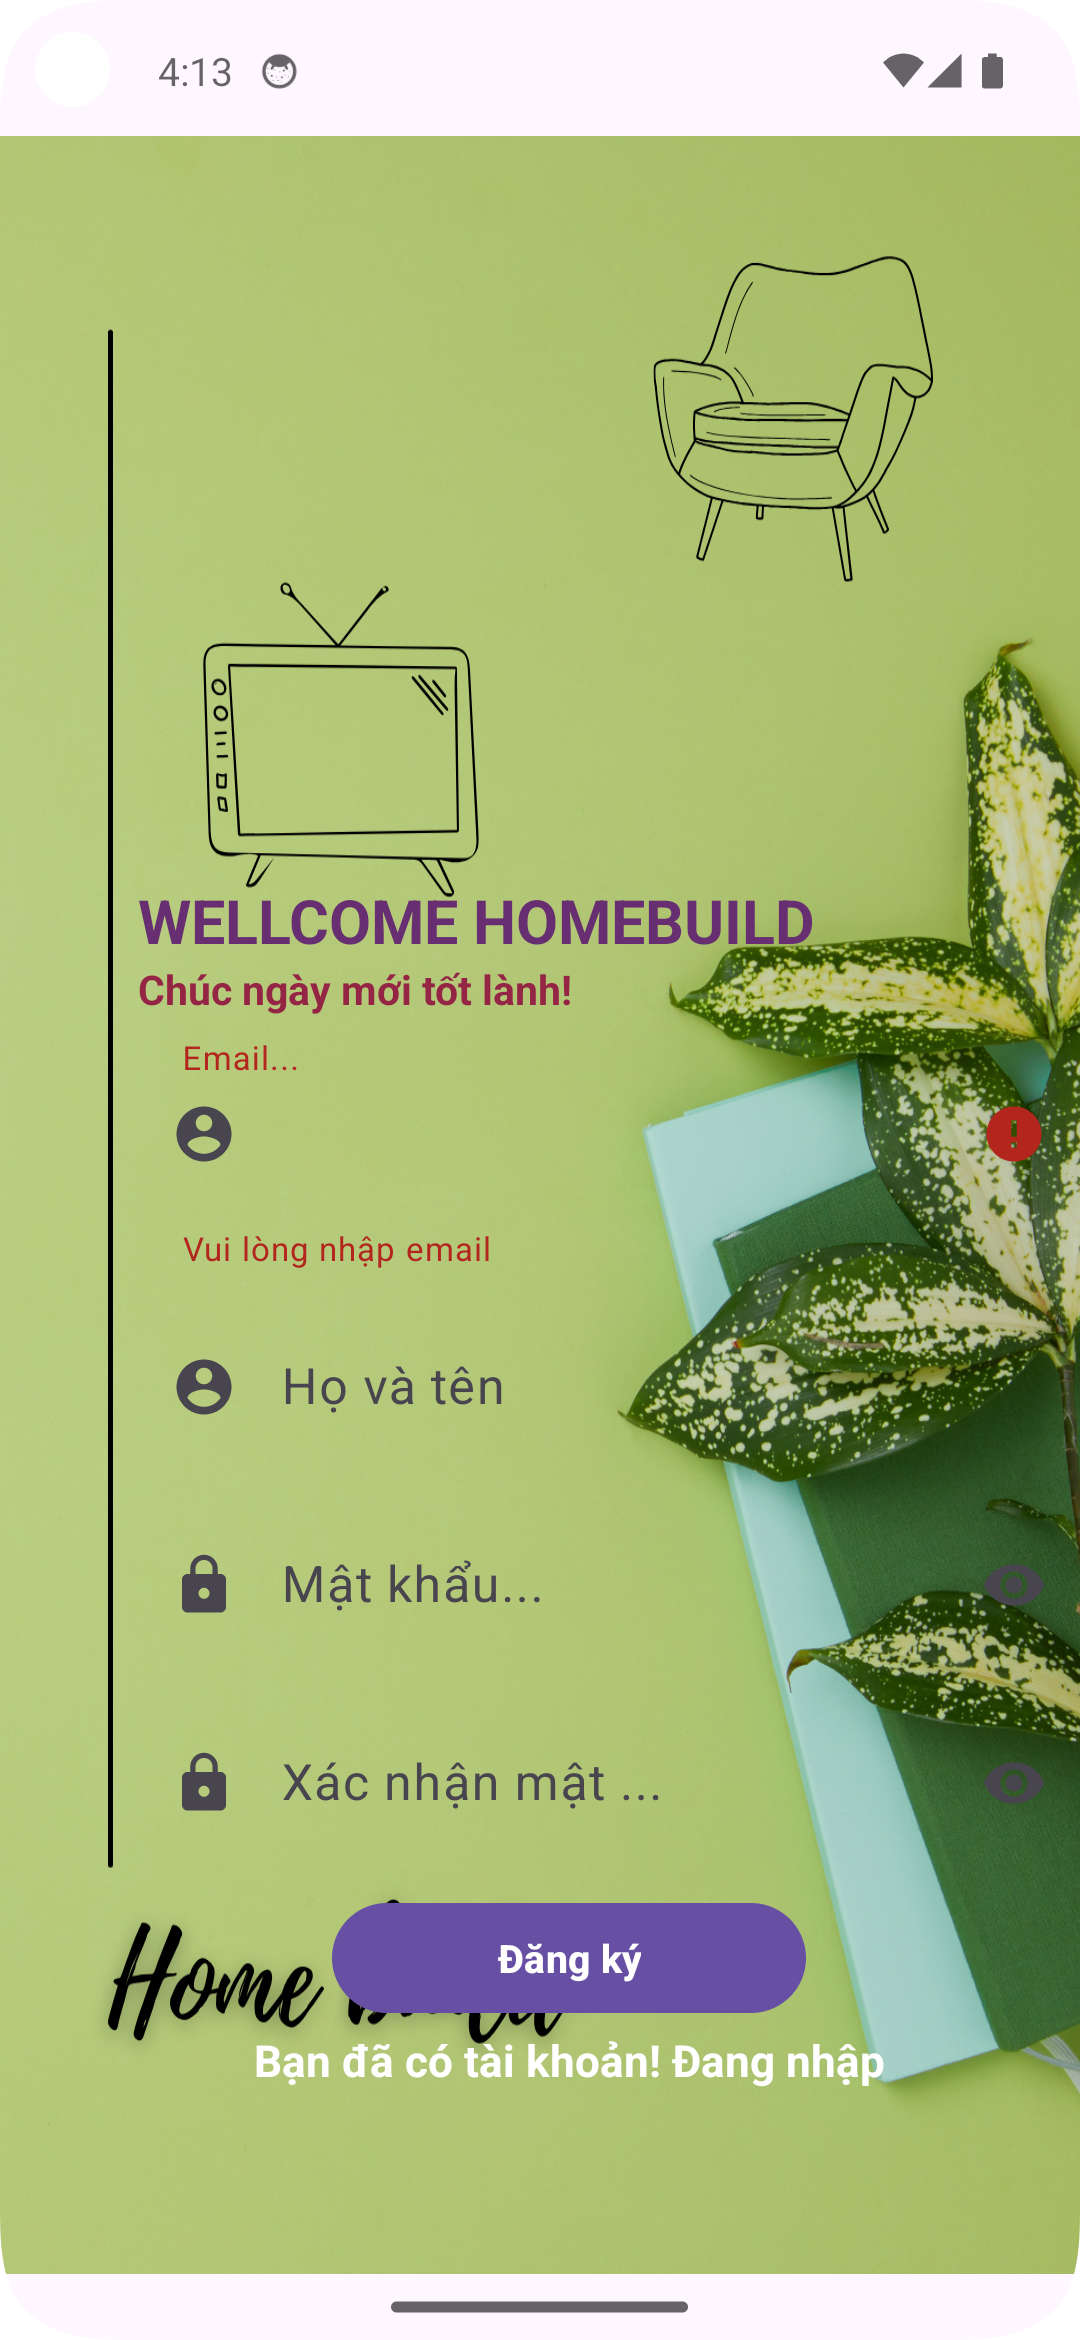 4:13
WELLCOME HOMEBUILD
Chúc ngày mới tốt lành!
Email...
Vui lòng nhập email
Họ và tên
Mật khẩu...
Xác nhận mật ...
Home
Đăng ký
Bạn đã có tài khoản! Đang nhập